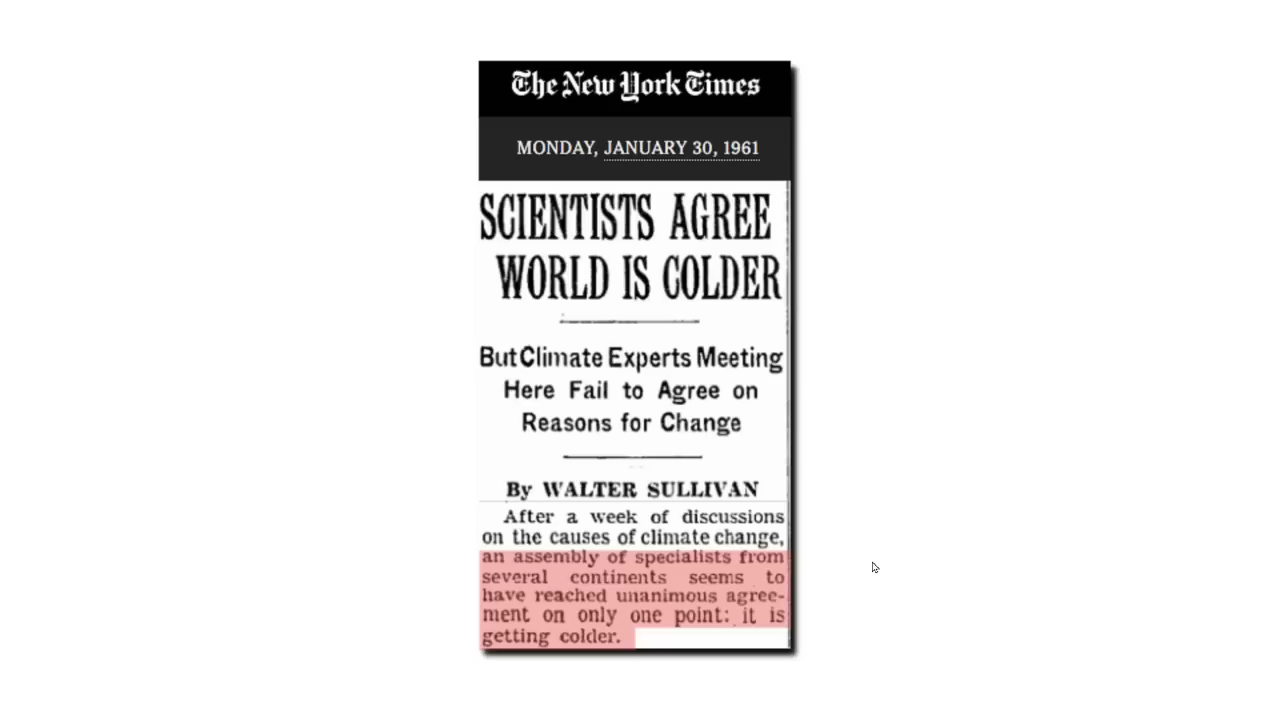 The New York Times
MONDAY, JANUARY 30, 1961
SCIENTISTS AGREE
WORLD IS COLDER
But Climate Experts Meeting
Here Fail to Agree on
Reasons for Change
By WALTER SULLIVAN
After a week of discussions
on the causes of climate change,
an assembly of specialists from
several continents seems to
have reached unanimous agree-
ment on only one point: it is
getting colder.